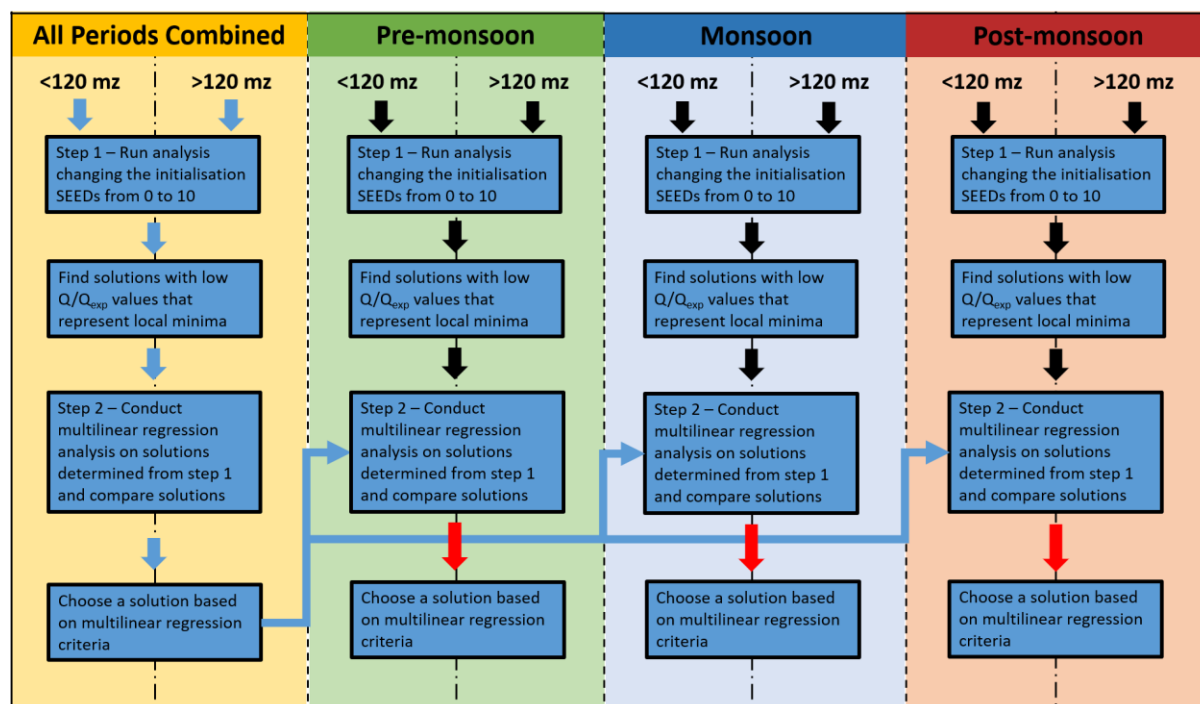 All Periods Combined
<120 mz >120 mz
Step 1 – Run analysis
changing the initialisation
SEEDs from 0 to 10
Find solutions with low
Q/Qexp values that
represent local minima
Step 2 – Conduct
multilinear regression
analysis on solutions
determined from step 1
and compare solutions
Choose a solution based
on multilinear regression
criteria
Pre-monsoon
<120 mz >120 mz
Step 1 – Run analysis
changing the initialisation
SEEDs from 0 to 10
Find solutions with low
Q/Qexp values that
represent local minima
Step 2 – Conduct
multilinear regression
analysis on solutions
determined from step 1
and compare solutions
Choose a solution based
on multilinear regression
criteria
Monsoon
<120 mz >120 mz
Step 1 – Run analysis
changing the initialisation
SEEDs from 0 to 10
Find solutions with low
Q/Qexp values that
represent local minima
Step 2 – Conduct
multilinear regression
analysis on solutions
determined from step 1
and compare solutions
Choose a solution based
on multilinear regression
criteria
Post-monsoon
<120 mz >120 mz
Step 1 – Run analysis
changing the initialisation
SEEDs from 0 to 10
Find solutions with low
Q/Qexp values that
represent local minima
Step 2 – Conduct
multilinear regression
analysis on solutions
determined from step 1
and compare solutions
Choose a solution based
on multilinear regression
criteria